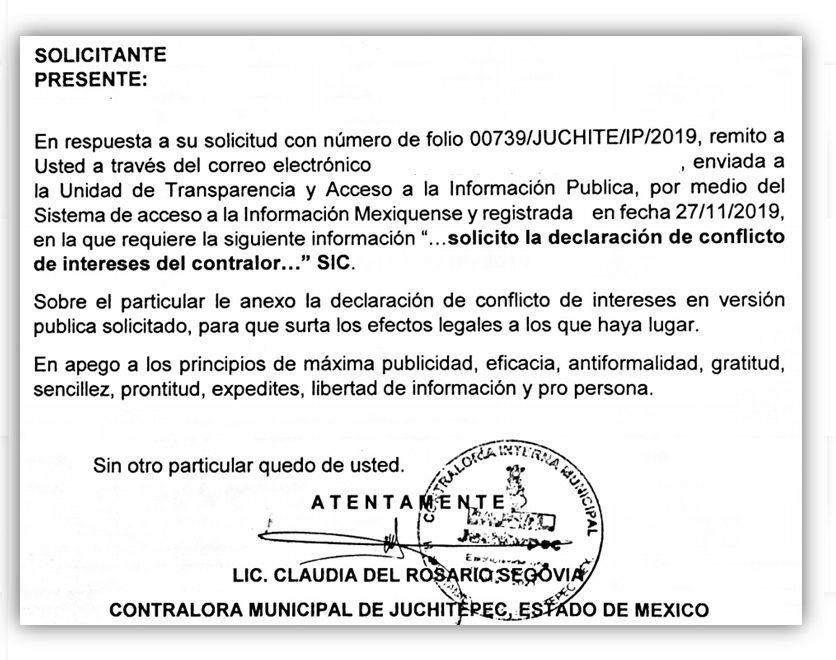 SOLICITANTE
PRESENTE:
En respuesta a su solicitud con número de folio 00739/JUCHITE/IP/2019, remito a
Usted a través del correo electrónico , enviada a
la Unidad de Transparencia y Acceso a la Información Publica, por medio del
Sistema de acceso a la Información Mexiquense y registrada en fecha 27/11/2019,
en la que requiere la siguiente información “...solicito la declaración de conflicto
de intereses del contralor...” SIC.
Sobre el particular le anexo la declaración de conflicto de intereses en versión
publica solicitado, para que surta los efectos legales a los que haya lugar.
En apego a los principios de máxima publicidad, eficacia, antiformalidad, gratitud,
sencillez, prontitud, expedites, libertad de información y pro persona.
Sin otro particular quedo de usted.
CONTRALORÍA INTERNA MUNICIPAL
A T E N T A M E N T E
LIC. CLAUDIA DEL ROSARIO SEGOVIA
CONTRALORA MUNICIPAL DE JUCHITEPEC, ESTADO DE MEXICO